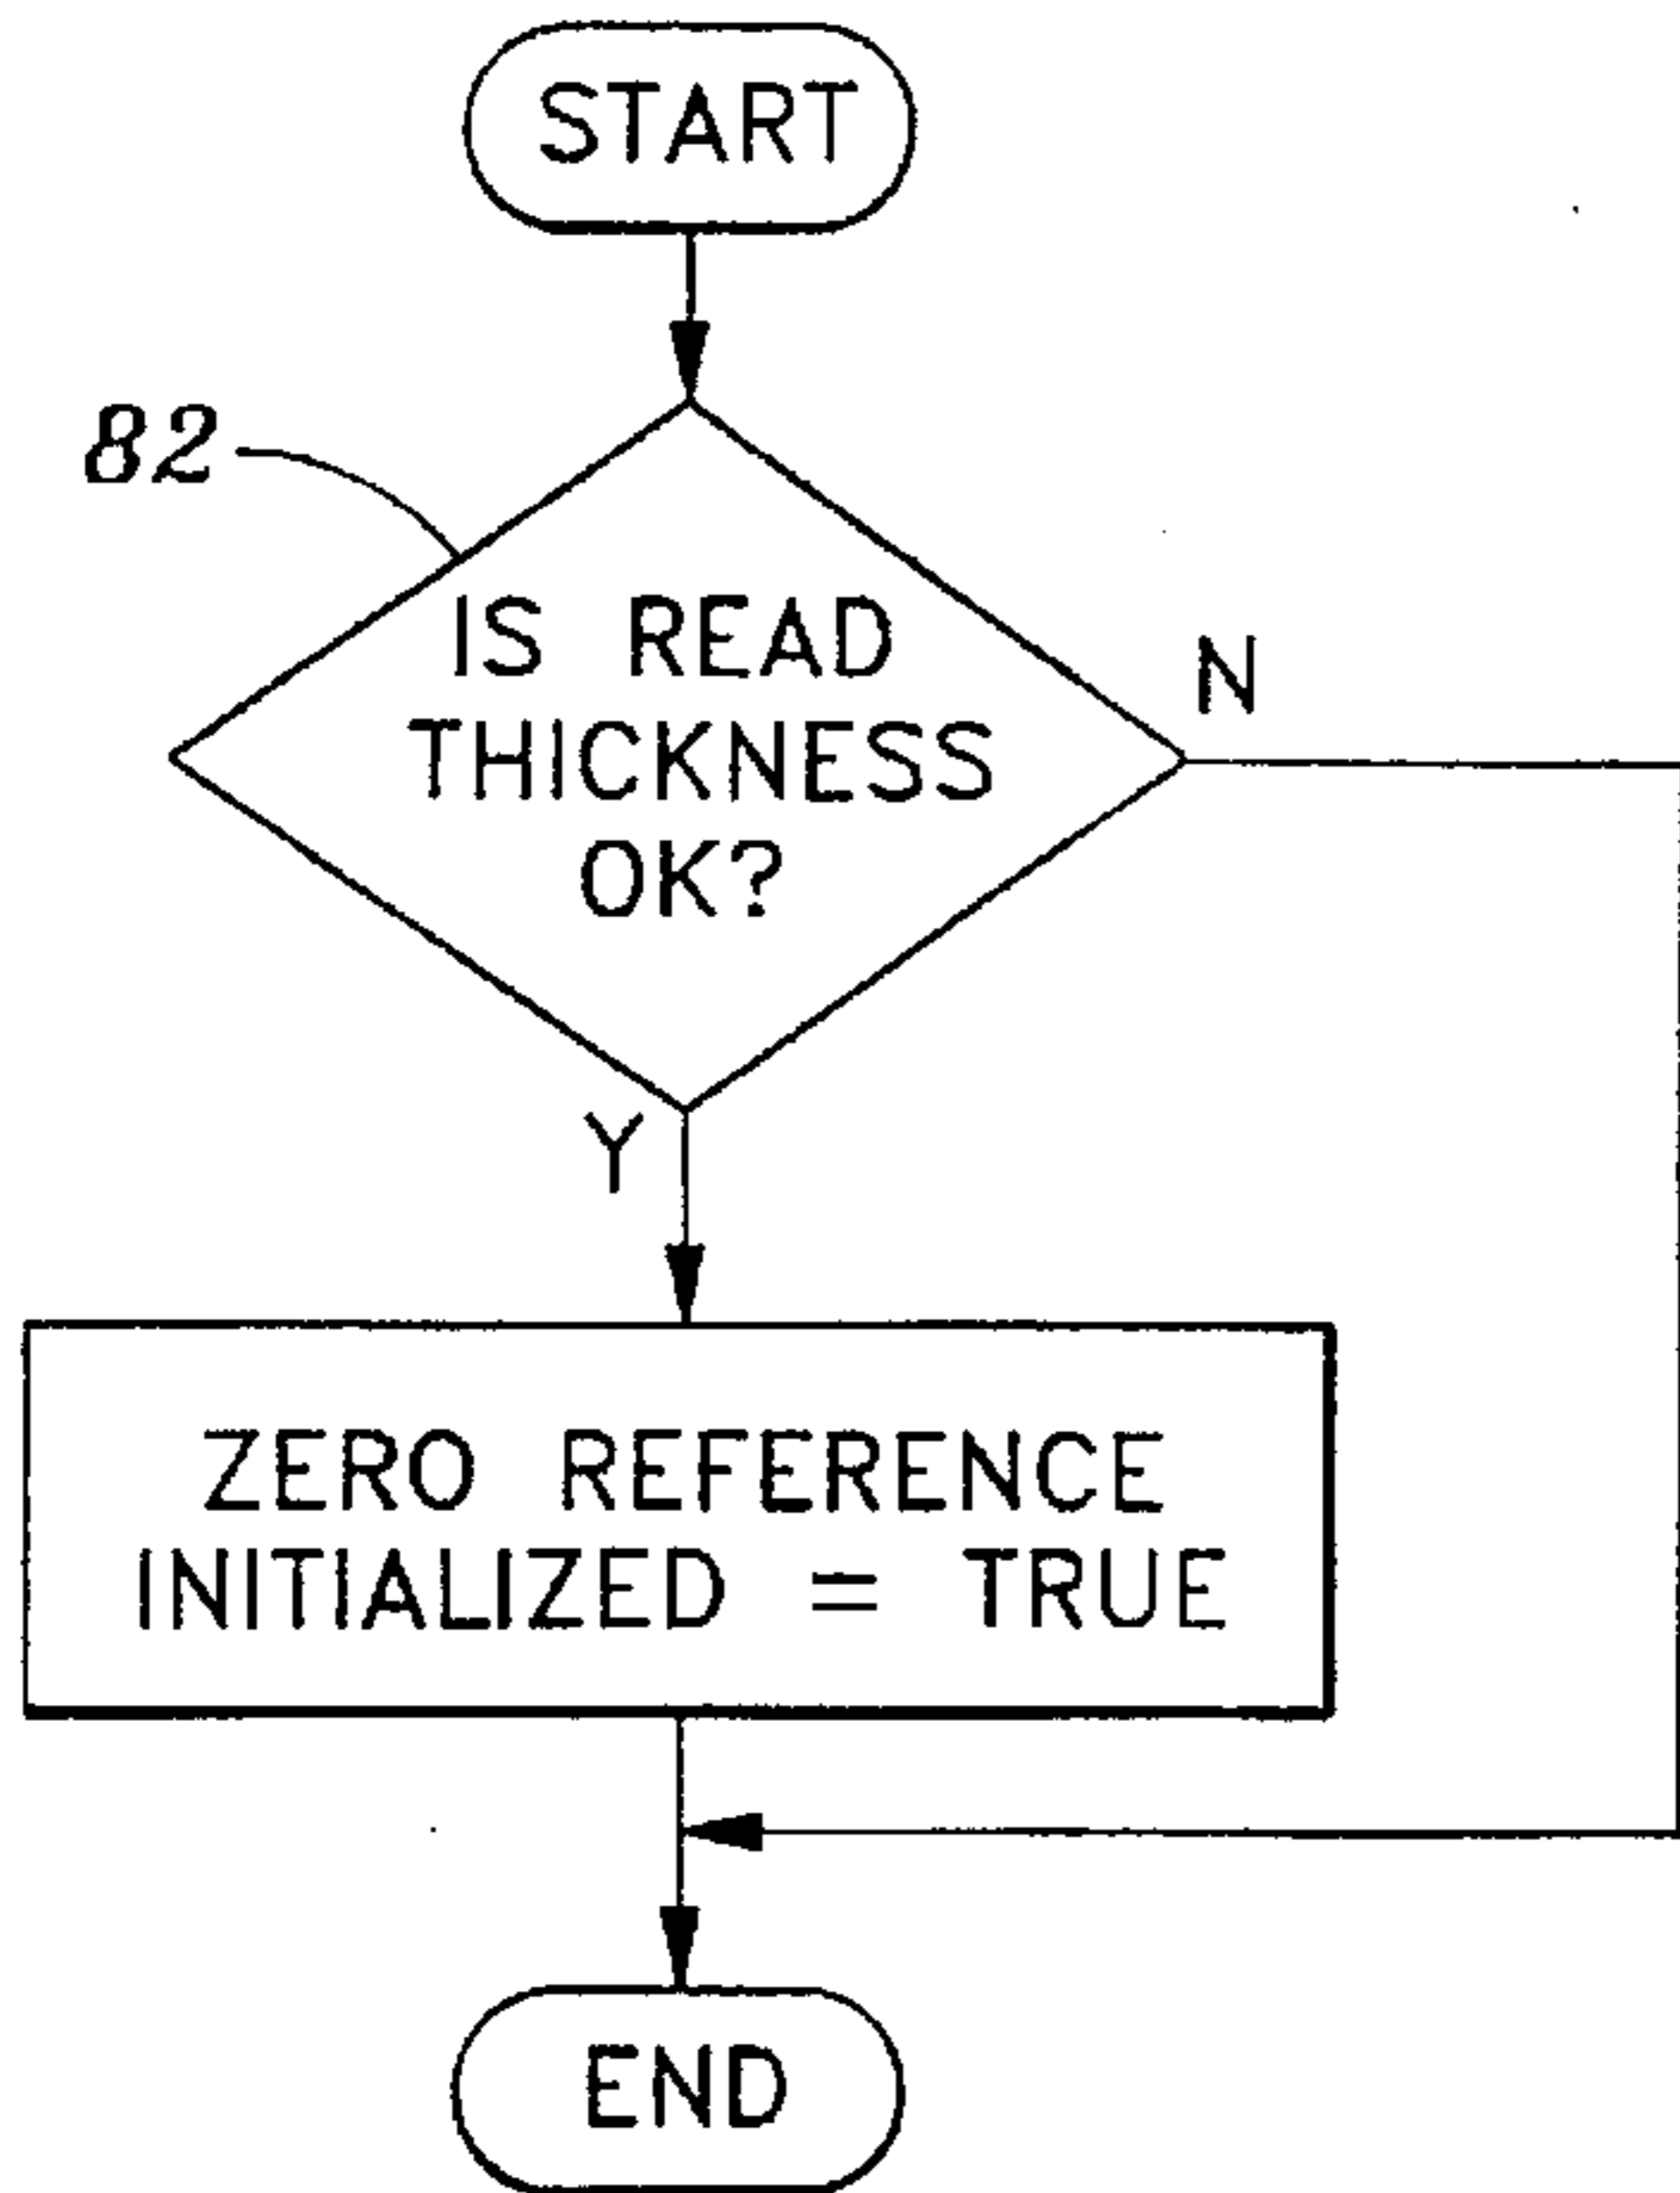 START
82
IS READ
THICKNESS
OK?
N
Y
ZERO REFERENCE
INITIALIZED = TRUE
END